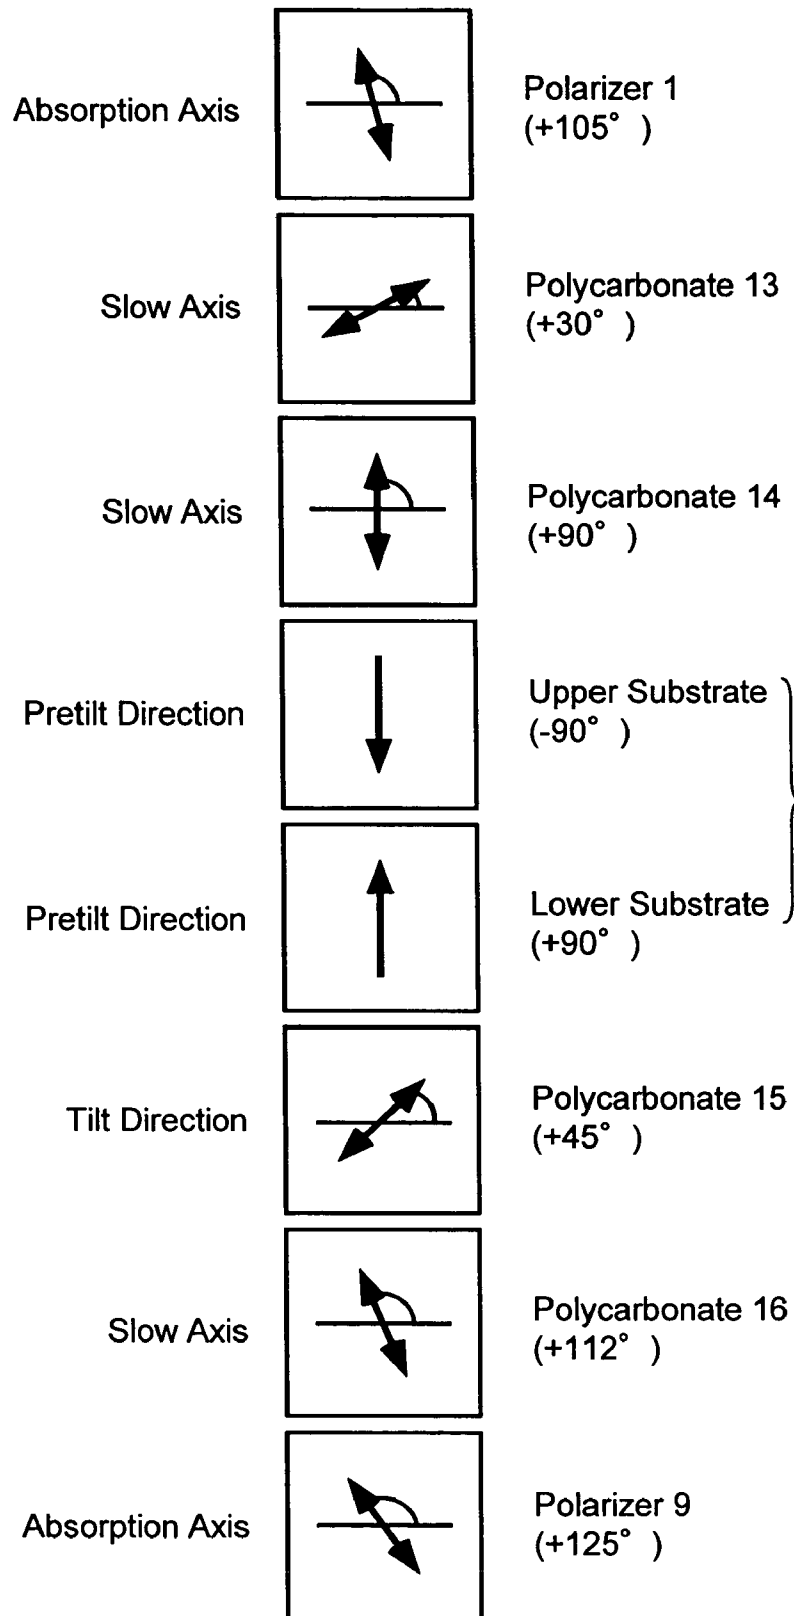 Absorption Axis
Polarizer 1
(+105° )
Slow Axis
Polycarbonate 13
(+30° )
Slow Axis
Polycarbonate 14
(+90° )
Pretilt Direction
Upper Substrate
(-90° )
Pretilt Direction
Lower Substrate
(+90° )
Tilt Direction
Polycarbonate 15
(+45° )
Slow Axis
Polycarbonate 16
(+112° )
Absorption Axis
Polarizer 9
(+125° )